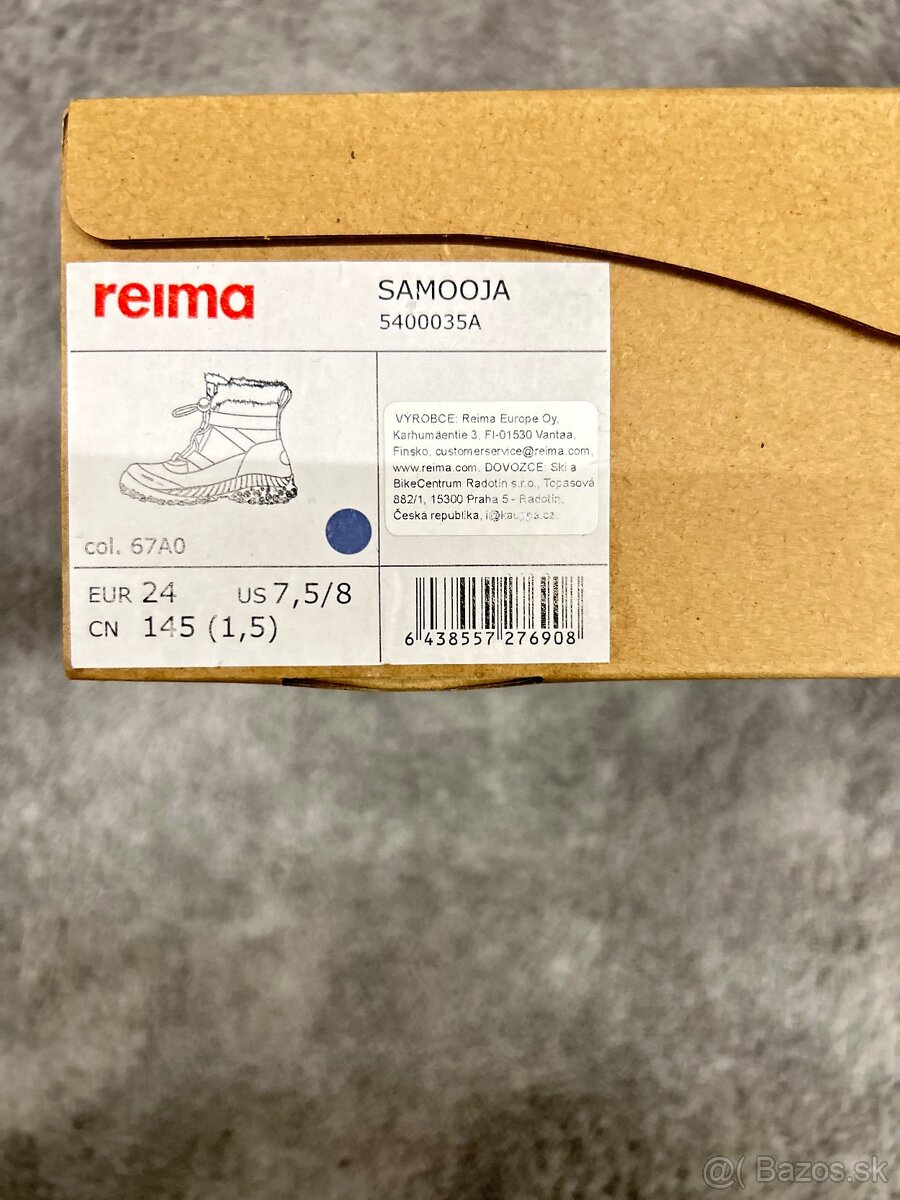 reima
SAMOOJA
5400035A
VÝROBCE: Reima Europe Oy,
Karhumäentie 3, FI-01530 Vantaa,
Finsko, customerservice@reima.com,
www.reima.com, DOVOZCE: Ski a
BikeCentrum Radotín s.r.o., Topasová
882/1, 15300 Praha 5 - Radotín,
Česká republika,
col. 67A0
EUR 24 US 7,5/8
CN 145 (1,5)
6 438557 276908
@( Bazos.sk